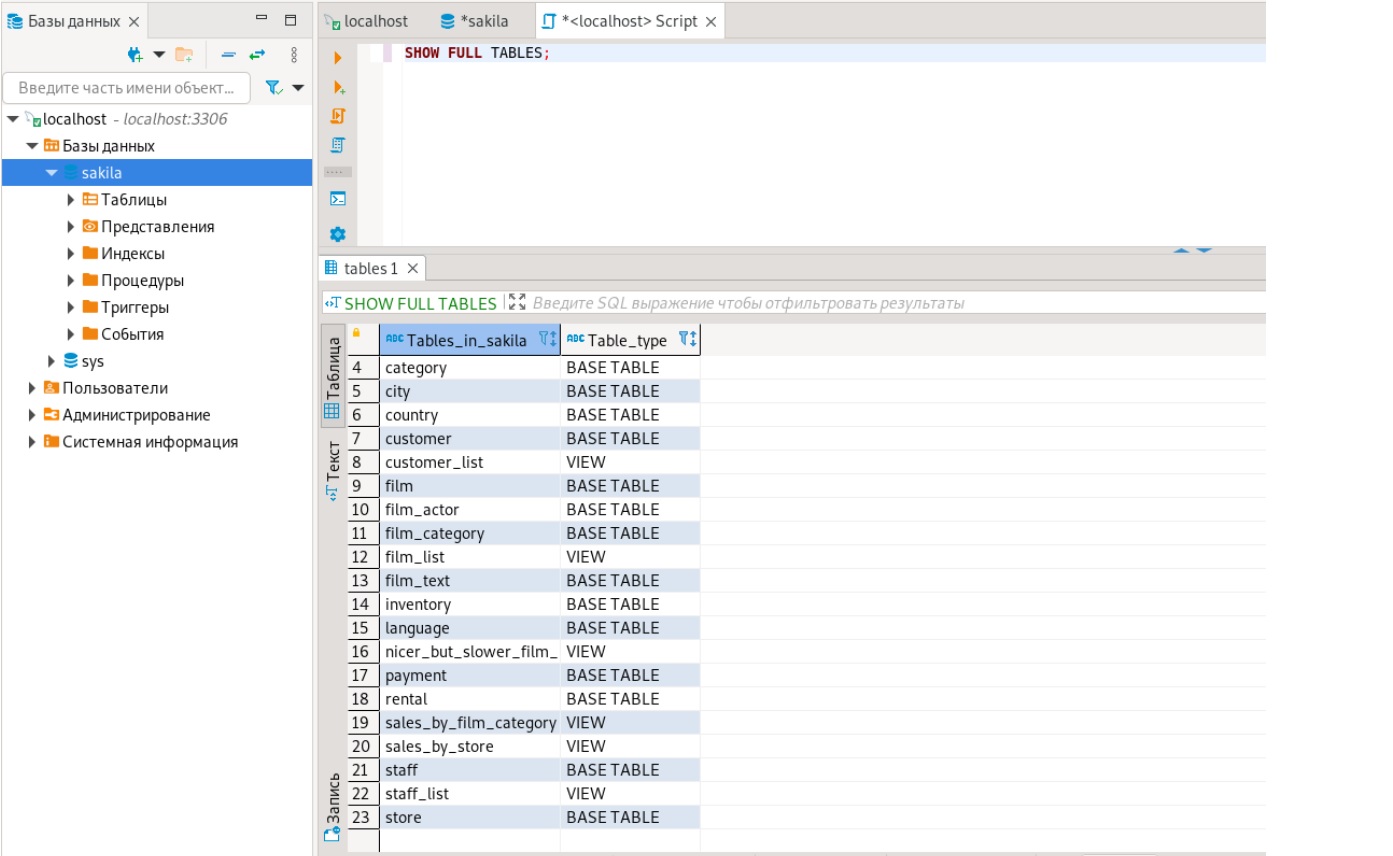 Базы данных
localhost
*sakila
*<localhost> Script
SHOW FULL TABLES;
Введите часть имени объект...
localhost - localhost:3306
Базы данных
sakila
Таблицы
Представления
Индексы
Процедуры
Триггеры
События
sys
Пользователи
Администрирование
Системная информация
tables 1
SHOW FULL TABLES
Введите SQL выражение чтобы отфильтровать результаты
Таблица
Текст
Запись
ABC Tables_in_sakila ABC Table_type
4 category BASE TABLE
5 city BASE TABLE
6 country BASE TABLE
7 customer BASE TABLE
8 customer_list VIEW
9 film BASE TABLE
10 film_actor BASE TABLE
11 film_category BASE TABLE
12 film_list VIEW
13 film_text BASE TABLE
14 inventory BASE TABLE
15 language BASE TABLE
16 nicer_but_slower_film_ VIEW
17 payment BASE TABLE
18 rental BASE TABLE
19 sales_by_film_category VIEW
20 sales_by_store VIEW
21 staff BASE TABLE
22 staff_list VIEW
23 store BASE TABLE